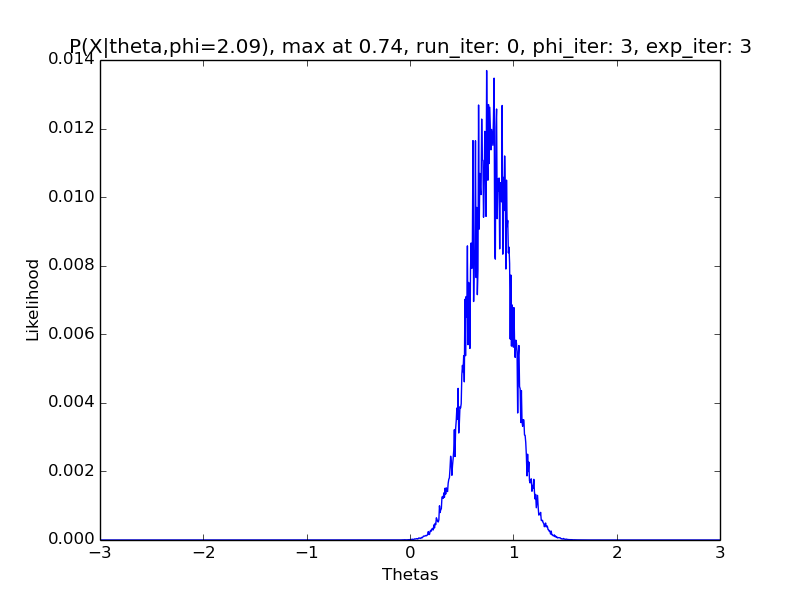 P(X|theta,phi=2.09), max at 0.74, run_iter: 0, phi_iter: 3, exp_iter: 3
0.014
0.012
0.010
0.008
0.006
0.004
0.002
0.000
Likelihood
−3 −2 −1 0 1 2 3
Thetas